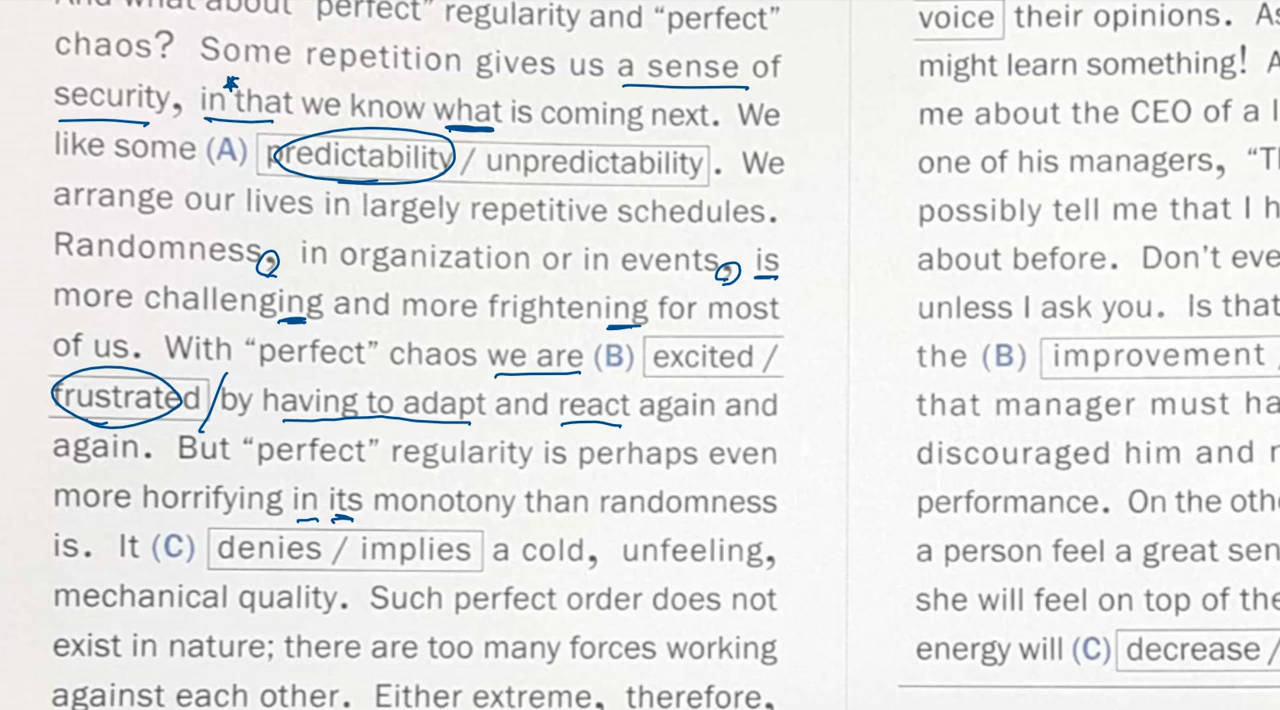 And what about "perfect" regularity and "perfect"
chaos? Some repetition gives us a sense of
security, in that we know what is coming next. We
like some (A) predictability / unpredictability. We
arrange our lives in largely repetitive schedules.
Randomness, in organization or in events, is
more challenging and more frightening for most
of us. With "perfect" chaos we are (B) excited /
frustrated / by having to adapt and react again and
again. But "perfect" regularity is perhaps even
more horrifying in its monotony than randomness
is. It (C) denies / implies a cold, unfeeling,
mechanical quality. Such perfect order does not
exist in nature; there are too many forces working
against each other. Either extreme, therefore,
voice their opinions. As
might learn something! A
me about the CEO of a l
one of his managers, "T
possibly tell me that I h
about before. Don't eve
unless I ask you. Is that
the (B) improvement
that manager must ha
discouraged him and r
performance. On the oth
a person feel a great sen
she will feel on top of the
energy will (C) decrease /